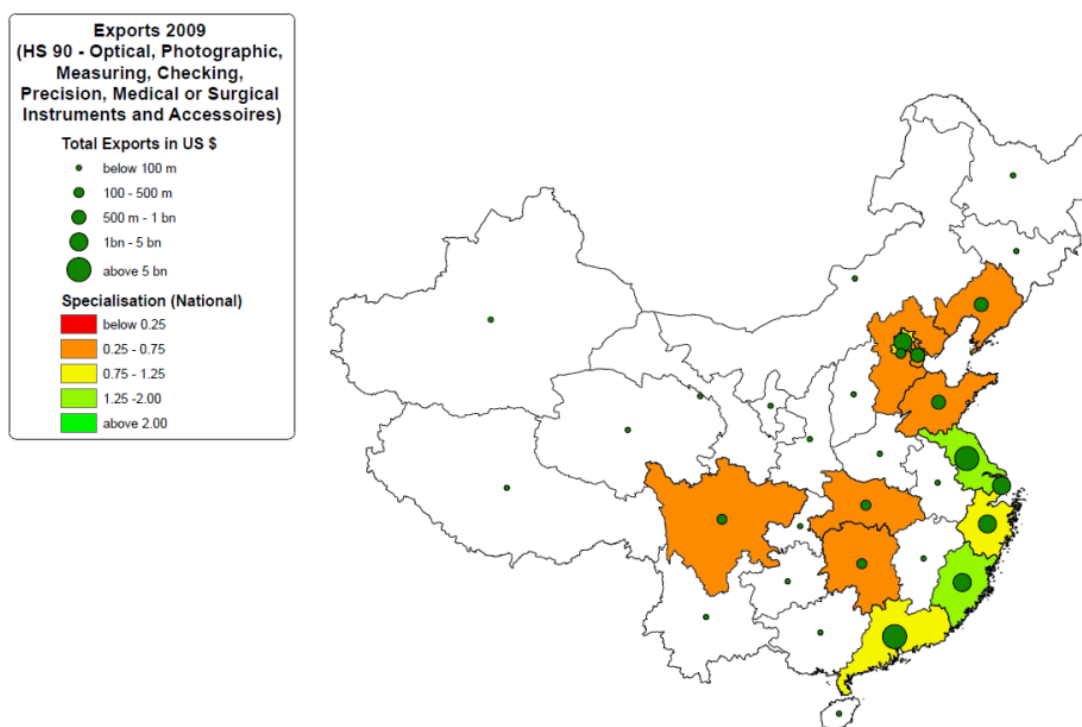 Exports 2009
(HS 90 - Optical, Photographic,
Measuring, Checking,
Precision, Medical or Surgical
Instruments and Accessoires)
Total Exports in US $
below 100 m
100 - 500 m
500 m - 1 bn
1bn - 5 bn
above 5 bn
Specialisation (National)
below 0.25
0.25 - 0.75
0.75 - 1.25
1.25 -2.00
above 2.00